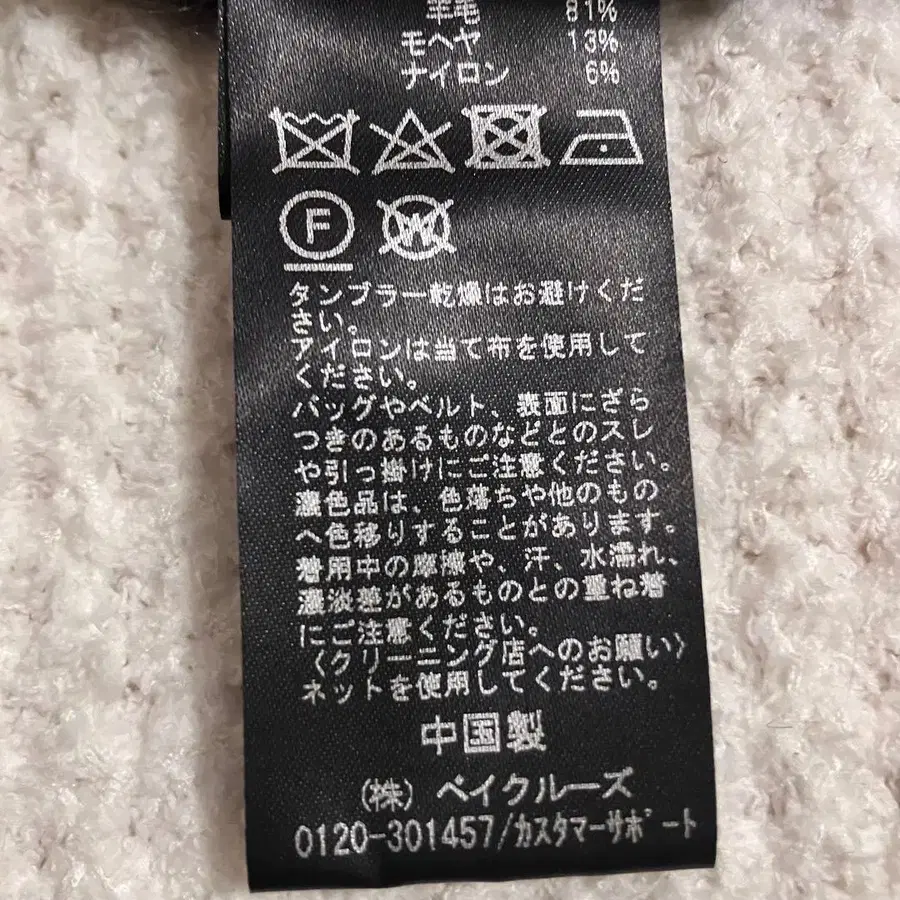 羊毛 81%
モヘヤ 13%
ナイロン 6%
F
W
タンブラー乾燥はお避けくだ
さい。
アイロンは当て布を使用して
ください。
バッグやベルト、表面にざら
つきのあるものなどとのスレ
や引っ掛けにご注意ください。
濃色品は、色落ちや他のもの
へ色移りすることがあります。
着用中の摩擦や、汗、水濡れ、
濃淡差があるものとの重ね着
にご注意ください。
〈クリーニング店へのお願い〉
ネットを使用してください。
中国製
(株) ベイクルーズ
0120-301457/カスタマーサポート